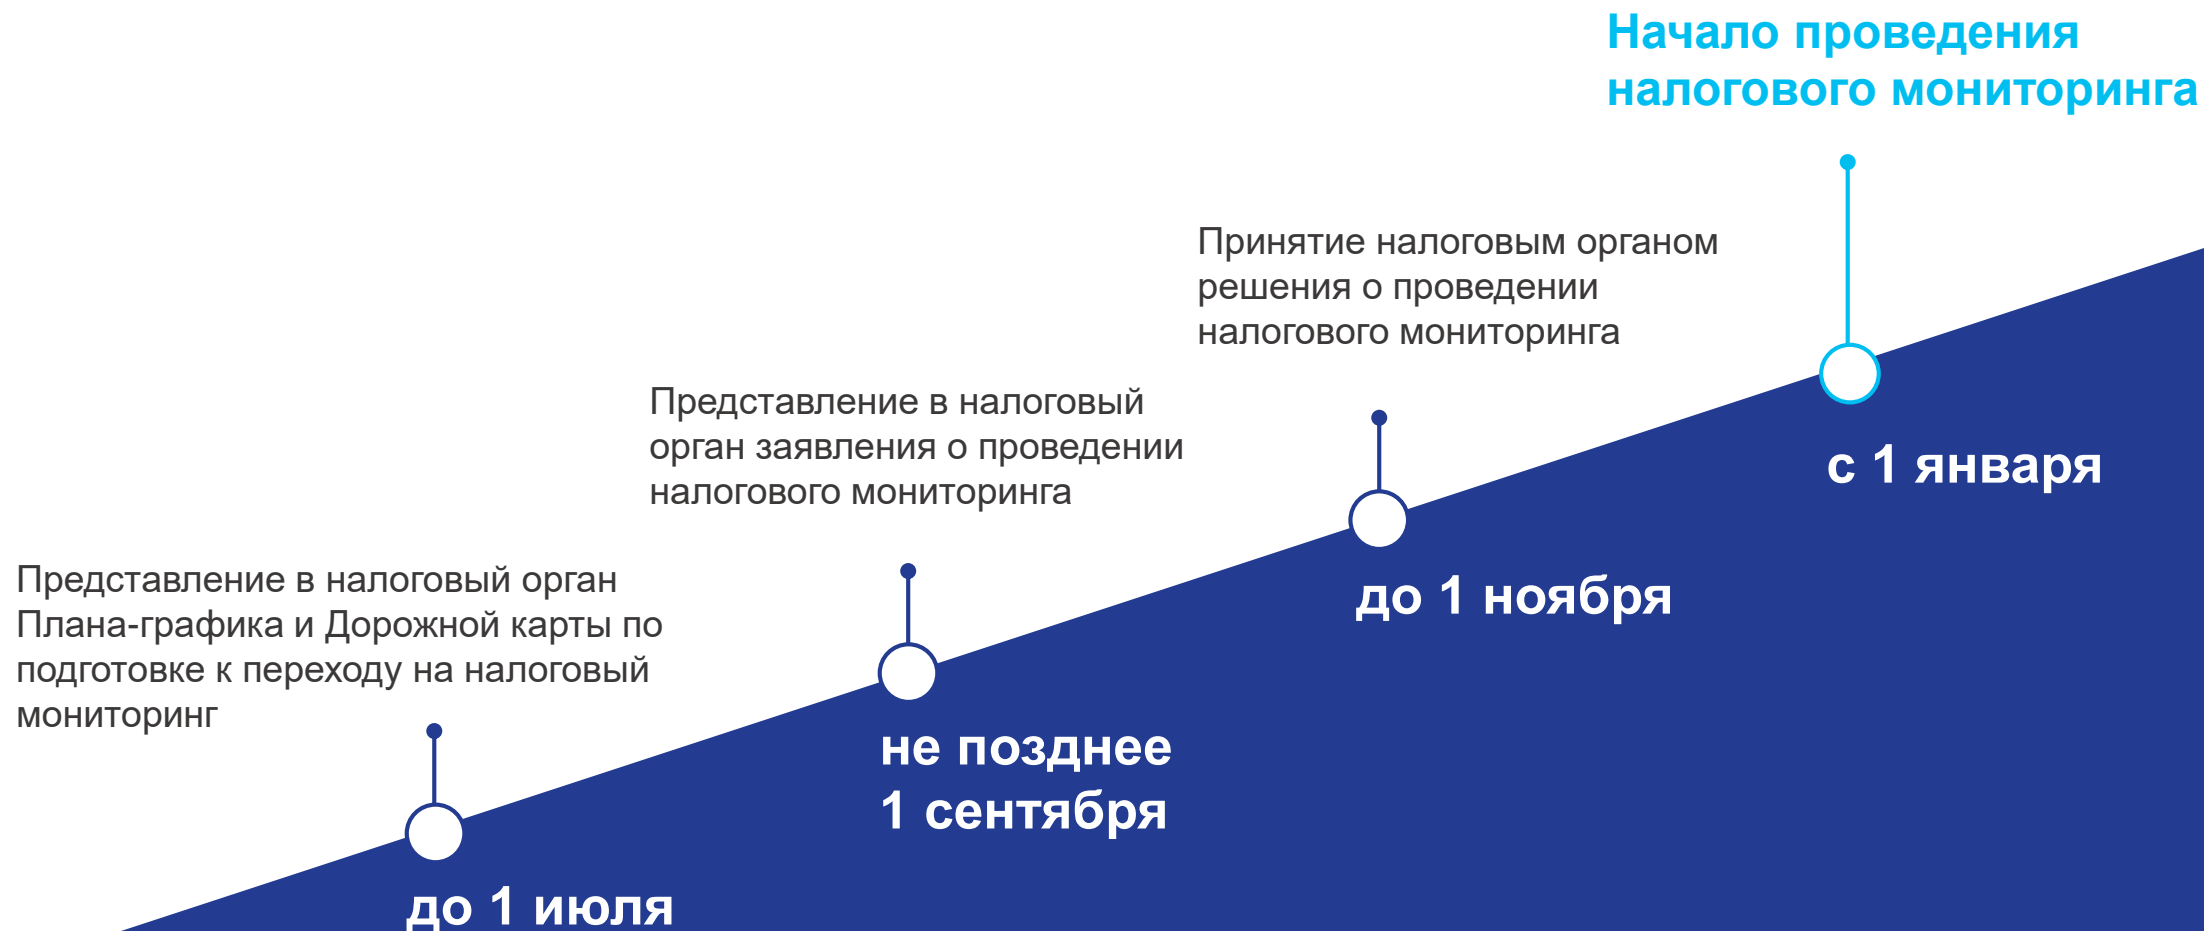 Начало проведения
налогового мониторинга
Принятие налоговым органом
решения о проведении
налогового мониторинга
с 1 января
Представление в налоговый
орган заявления о проведении
налогового мониторинга
до 1 ноября
Представление в налоговый орган
Плана-графика и Дорожной карты по
подготовке к переходу на налоговый
мониторинг
не позднее
1 сентября
до 1 июля